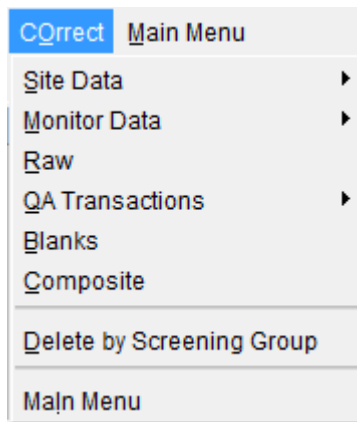 COrrect Main Menu
Site Data
Monitor Data
Raw
QA Transactions
Blanks
Composite
Delete by Screening Group
Main Menu